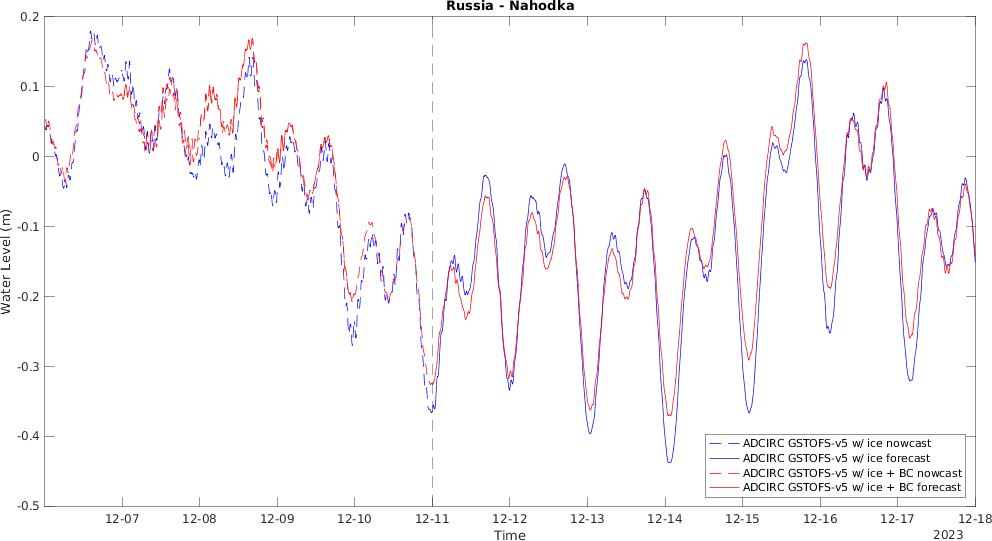 Russia - Nahodka
Water Level (m)
0.2
0.1
0
-0.1
-0.2
-0.3
-0.4
-0.5
ADCIRC GSTOFS-v5 w/ ice nowcast
ADCIRC GSTOFS-v5 w/ ice forecast
ADCIRC GSTOFS-v5 w/ ice + BC nowcast
ADCIRC GSTOFS-v5 w/ ice + BC forecast
12-07 12-08 12-09 12-10 12-11 12-12 12-13 12-14 12-15 12-16 12-17 12-18
Time
2023